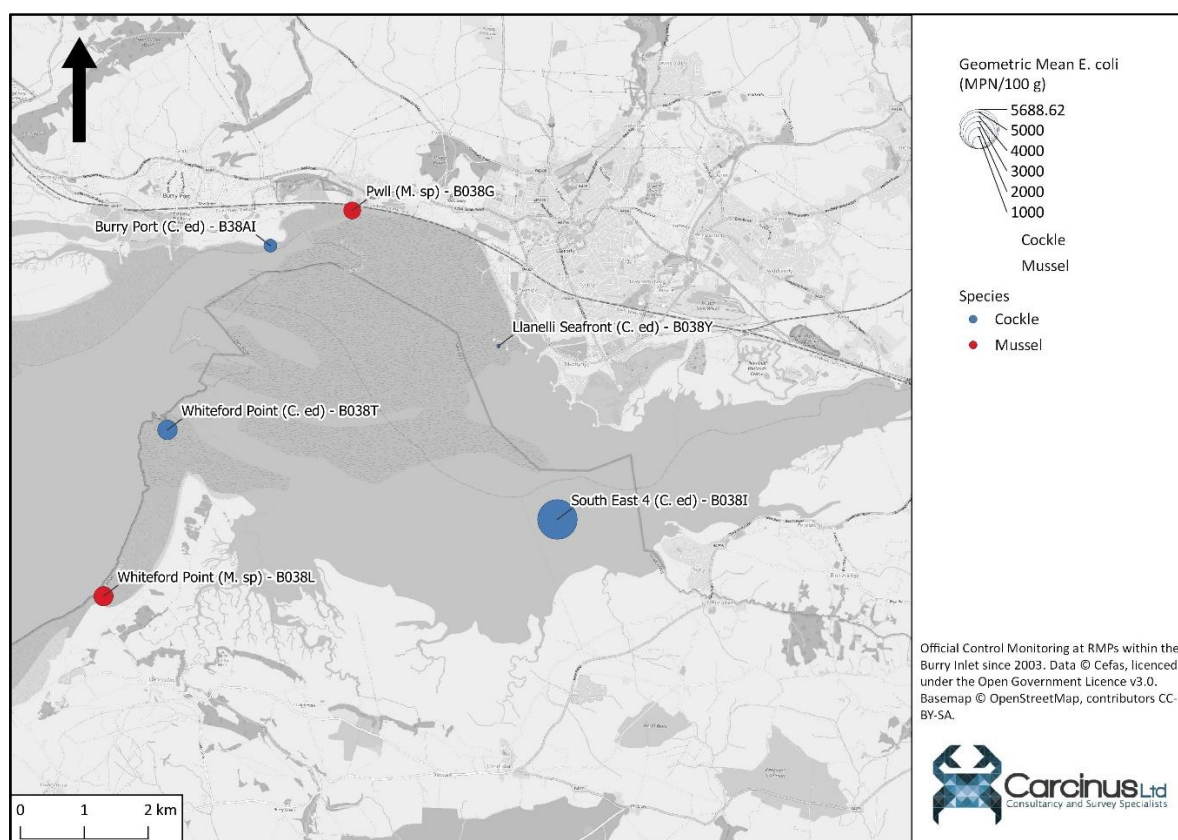 Pwll (M. sp) - B038G
Burry Port (C. ed) - B38AI
Llanelli Seafront (C. ed) - B038Y
Whiteford Point (C. ed) - B038T
South East 4 (C. ed) - B038I
Whiteford Point (M. sp) - B038L
Burry Port
0 1 2 km
Geometric Mean E. coli
(MPN/100 g)
5688.62
5000
4000
3000
2000
1000
Cockle
Mussel
Species
Cockle
Mussel
Official Control Monitoring at RMPs within the
Burry Inlet since 2003. Data © Cefas, licenced
under the Open Government Licence v3.0.
Basemap © OpenStreetMap, contributors CC-
BY-SA.
Carcinus Ltd
Consultancy and Survey Specialists